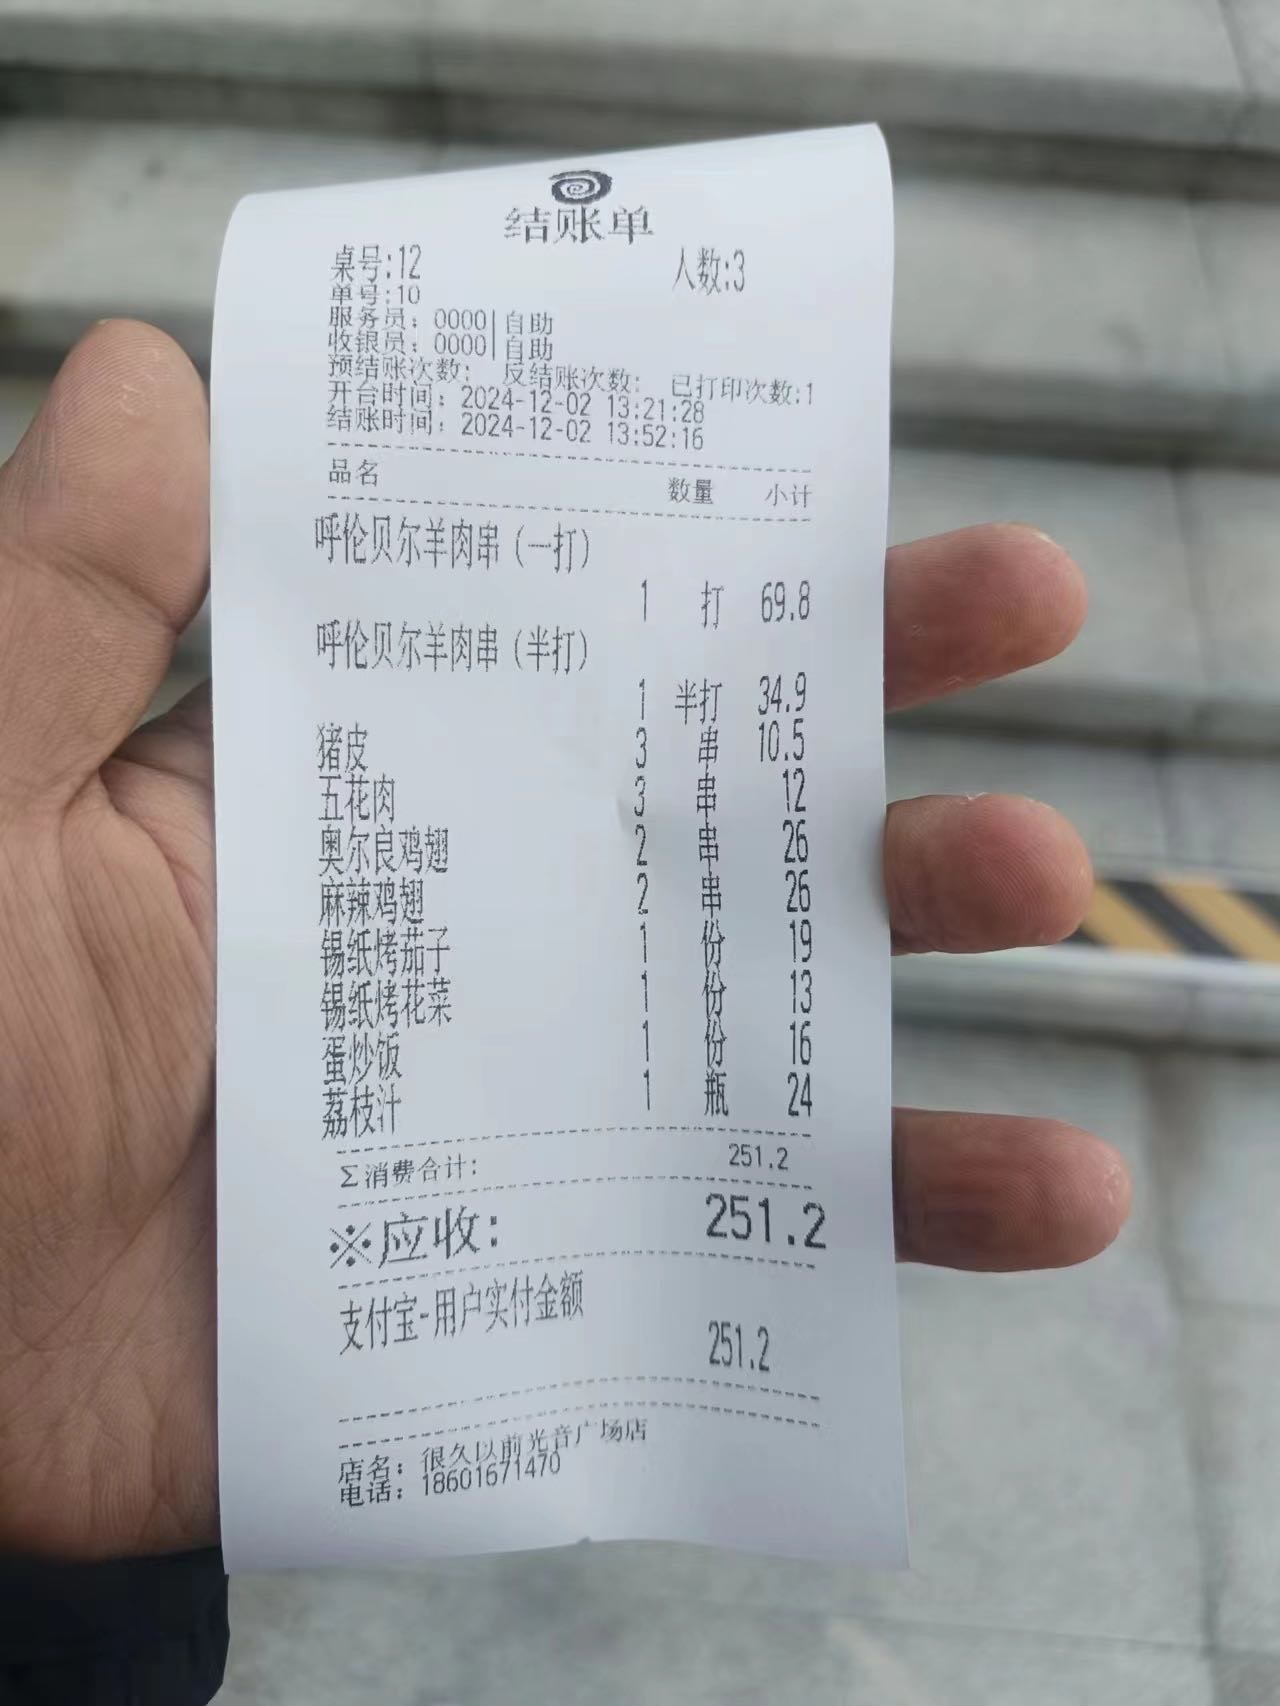 结账单
桌号:12 人数:3
单号:10
服务员: 0000|自助
收银员: 0000|自助
预结账次数: 反结账次数: 已打印次数:1
开台时间: 2024-12-02 13:21:28
结账时间: 2024-12-02 13:52:16
品名 数量 小计
呼伦贝尔羊肉串(一打)
1 打 69.8
呼伦贝尔羊肉串(半打)
1 半打 34.9
猪皮 3 串 10.5
五花肉 3 串 12
奥尔良鸡翅 2 串 26
麻辣鸡翅 2 串 26
锡纸烤茄子 1 份 19
锡纸烤花菜 1 份 13
蛋炒饭 1 份 16
荔枝汁 1 瓶 24
Σ消费合计: 251.2
※应收: 251.2
支付宝-用户实付金额
251.2
店名: 很久以前光音广场店
电话: 18601671470